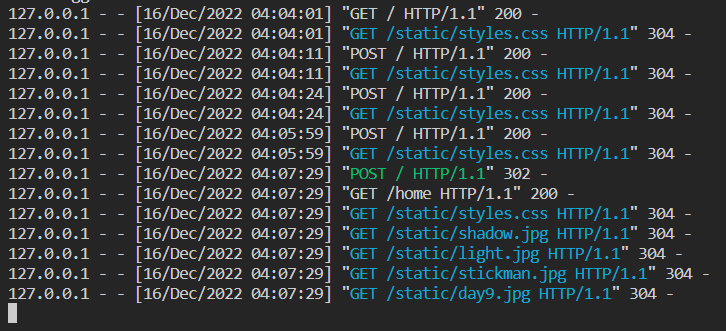 127.0.0.1 - - [16/Dec/2022 04:04:01] "GET / HTTP/1.1" 200 -
127.0.0.1 - - [16/Dec/2022 04:04:01] "GET /static/styles.css HTTP/1.1" 304 -
127.0.0.1 - - [16/Dec/2022 04:04:11] "POST / HTTP/1.1" 200 -
127.0.0.1 - - [16/Dec/2022 04:04:11] "GET /static/styles.css HTTP/1.1" 304 -
127.0.0.1 - - [16/Dec/2022 04:04:24] "POST / HTTP/1.1" 200 -
127.0.0.1 - - [16/Dec/2022 04:04:24] "GET /static/styles.css HTTP/1.1" 304 -
127.0.0.1 - - [16/Dec/2022 04:05:59] "POST / HTTP/1.1" 200 -
127.0.0.1 - - [16/Dec/2022 04:05:59] "GET /static/styles.css HTTP/1.1" 304 -
127.0.0.1 - - [16/Dec/2022 04:07:29] "POST / HTTP/1.1" 302 -
127.0.0.1 - - [16/Dec/2022 04:07:29] "GET /home HTTP/1.1" 200 -
127.0.0.1 - - [16/Dec/2022 04:07:29] "GET /static/styles.css HTTP/1.1" 304 -
127.0.0.1 - - [16/Dec/2022 04:07:29] "GET /static/shadow.jpg HTTP/1.1" 304 -
127.0.0.1 - - [16/Dec/2022 04:07:29] "GET /static/light.jpg HTTP/1.1" 304 -
127.0.0.1 - - [16/Dec/2022 04:07:29] "GET /static/stickman.jpg HTTP/1.1" 304 -
127.0.0.1 - - [16/Dec/2022 04:07:29] "GET /static/day9.jpg HTTP/1.1" 304 -